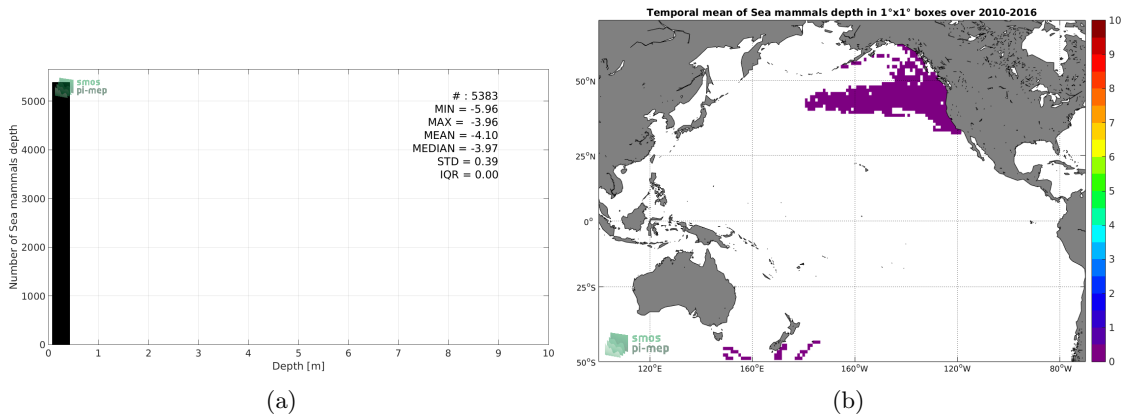 smos
pi-mep
# : 5383
MIN = -5.96
MAX = -3.96
MEAN = -4.10
MEDIAN = -3.97
STD = 0.39
IQR = 0.00
Number of Sea mammals depth
5000
4000
3000
2000
1000
0
0 1 2 3 4 5 6 7 8 9 10
Depth [m]
(a)
Temporal mean of Sea mammals depth in 1°x1° boxes over 2010-2016
50°N
25°N
0°
25°S
50°S
120°E 160°E 160°W 120°W 80°W
smos
pi-mep
10
9
8
7
6
5
4
3
2
1
0
(b)